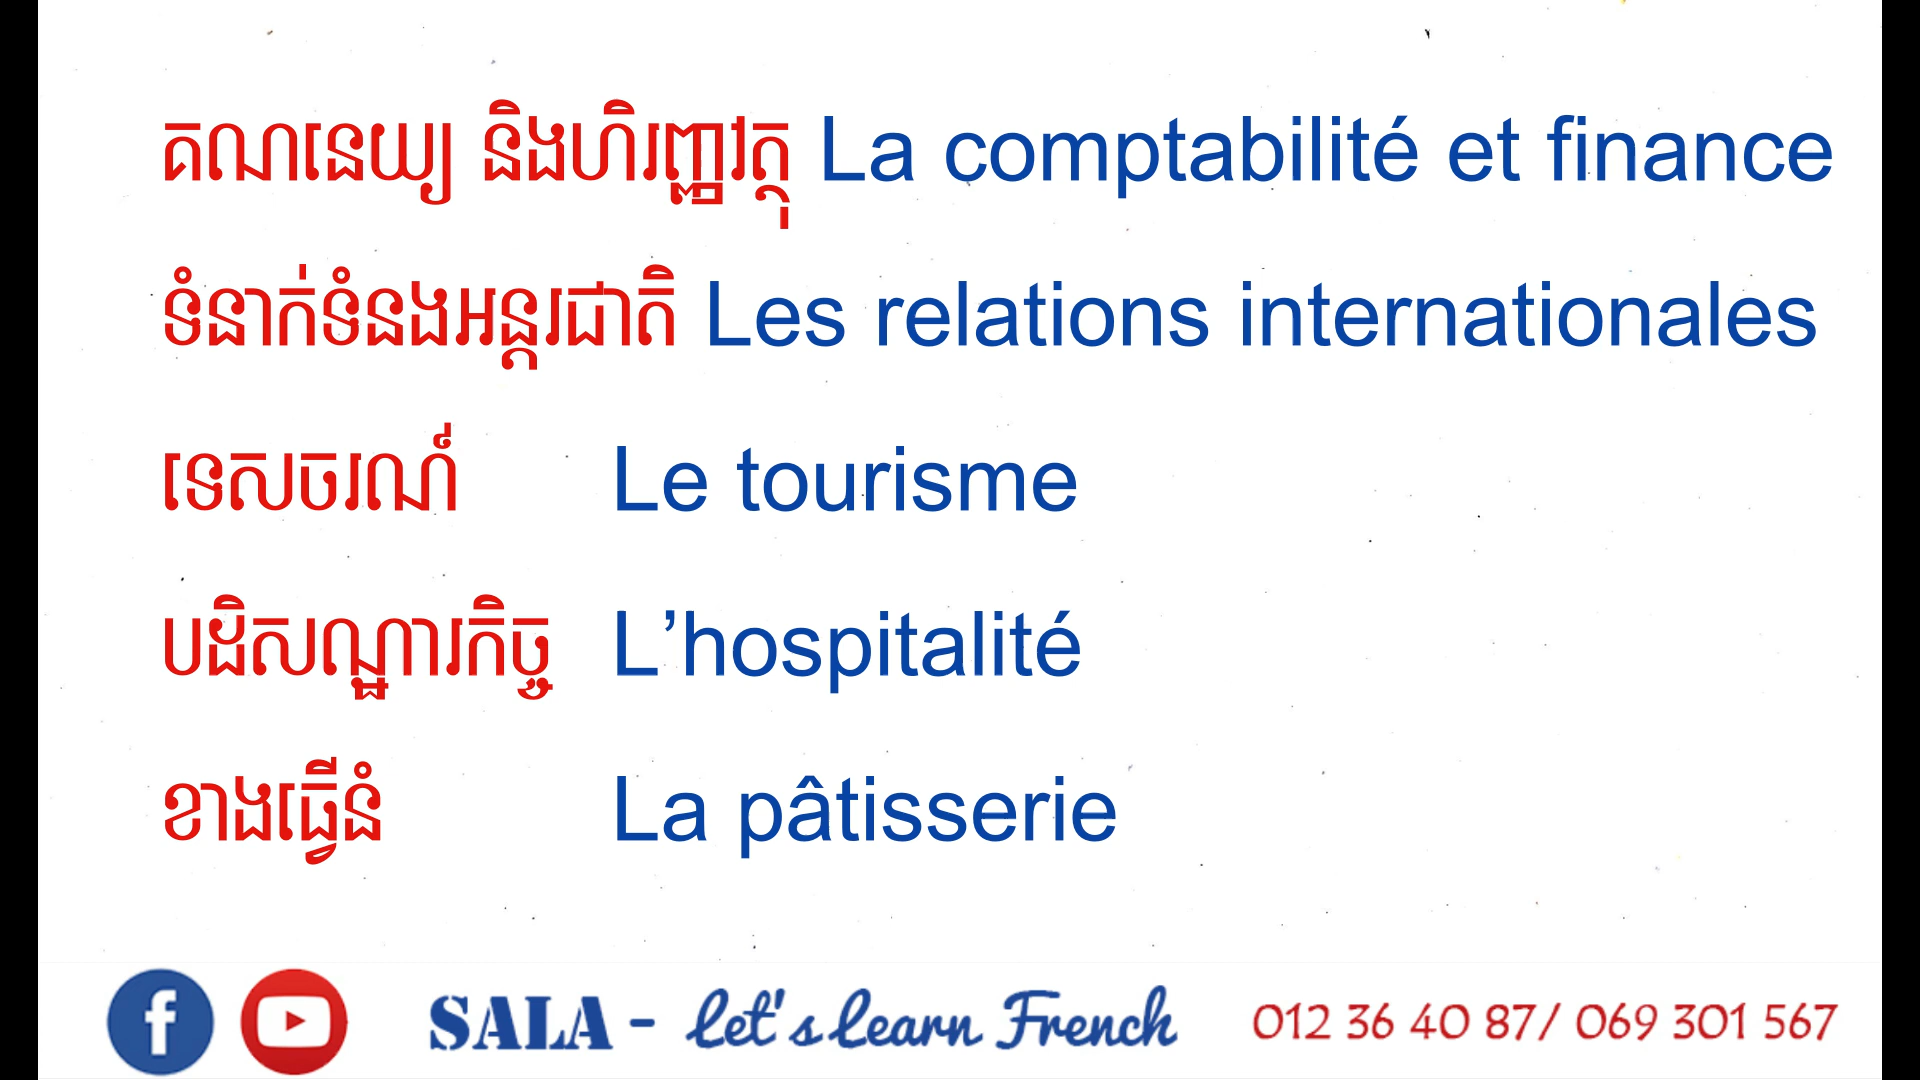 គណនេយ្យ និងហិរញ្ញវត្ថុ La comptabilité et finance
ទំនាក់ទំនងអន្តរជាតិ Les relations internationales
ទេសចរណ៍ Le tourisme
បដិសណ្ឋារកិច្ច L’hospitalité
ខាងធ្វើនំ La pâtisserie
SALA - Let's Learn French 012 36 40 87/ 069 301 567